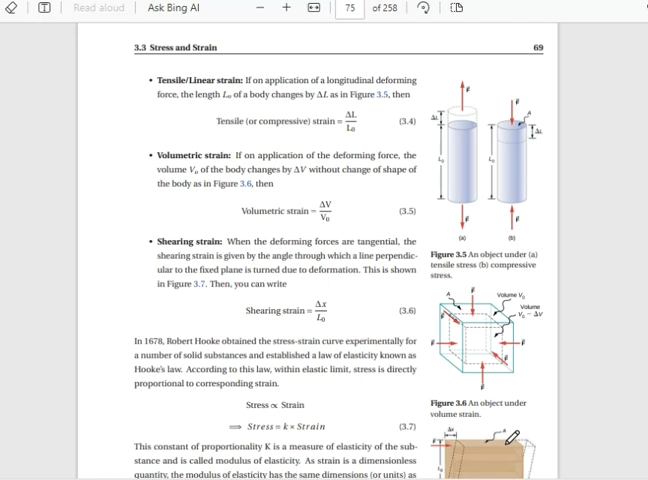 Read aloud Ask Bing AI − + 75 of 258
3.3 Stress and Strain 69
• Tensile/Linear strain: If on application of a longitudinal deforming
force, the length Lₒ of a body changes by ΔL as in Figure 3.5, then
Tensile (or compressive) strain = ΔL / L₀ (3.4)
• Volumetric strain: If on application of the deforming force, the
volume Vₒ of the body changes by ΔV without change of shape of
the body as in Figure 3.6, then
Volumetric strain = ΔV / V₀ (3.5)
• Shearing strain: When the deforming forces are tangential, the
shearing strain is given by the angle through which a line perpendic-
ular to the fixed plane is turned due to deformation. This is shown
in Figure 3.7. Then, you can write
Shearing strain = Δx / L₀ (3.6)
In 1678, Robert Hooke obtained the stress-strain curve experimentally for
a number of solid substances and established a law of elasticity known as
Hooke's law. According to this law, within elastic limit, stress is directly
proportional to corresponding strain.
Stress ∝ Strain
⟹ Stress = k × Strain (3.7)
This constant of proportionality K is a measure of elasticity of the sub-
stance and is called modulus of elasticity. As strain is a dimensionless
quantity, the modulus of elasticity has the same dimensions (or units) as
F F
A
ΔL ΔL
L₀ L₀
F F
(a) (b)
Figure 3.5 An object under (a)
tensile stress (b) compressive
stress.
A F Volume V₀
Volume
V₀ − ΔV
F F
F
Figure 3.6 An object under
volume strain.
Δx A
F
L₀